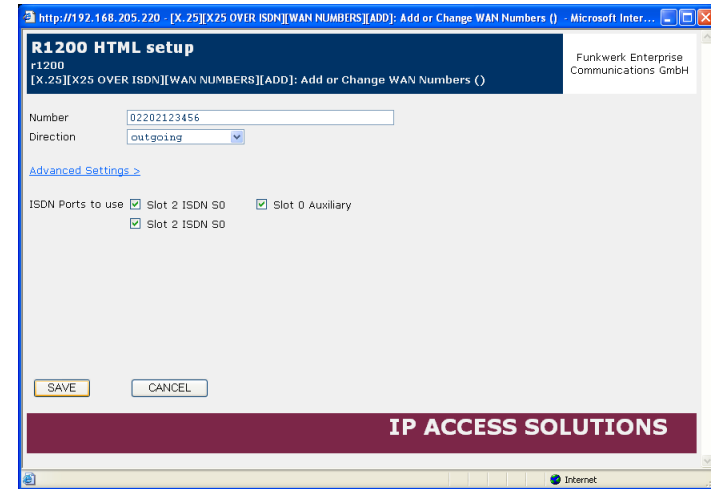 http://192.168.205.220 - [X.25][X25 OVER ISDN][WAN NUMBERS][ADD]: Add or Change WAN Numbers () - Microsoft Inter...
R1200 HTML setup
r1200
[X.25][X25 OVER ISDN][WAN NUMBERS][ADD]: Add or Change WAN Numbers ()
Funkwerk Enterprise
Communications GmbH
Number 02202123456
Direction outgoing
Advanced Settings >
ISDN Ports to use Slot 2 ISDN S0 Slot 0 Auxiliary
Slot 2 ISDN S0
SAVE CANCEL
IP ACCESS SOLUTIONS
Internet